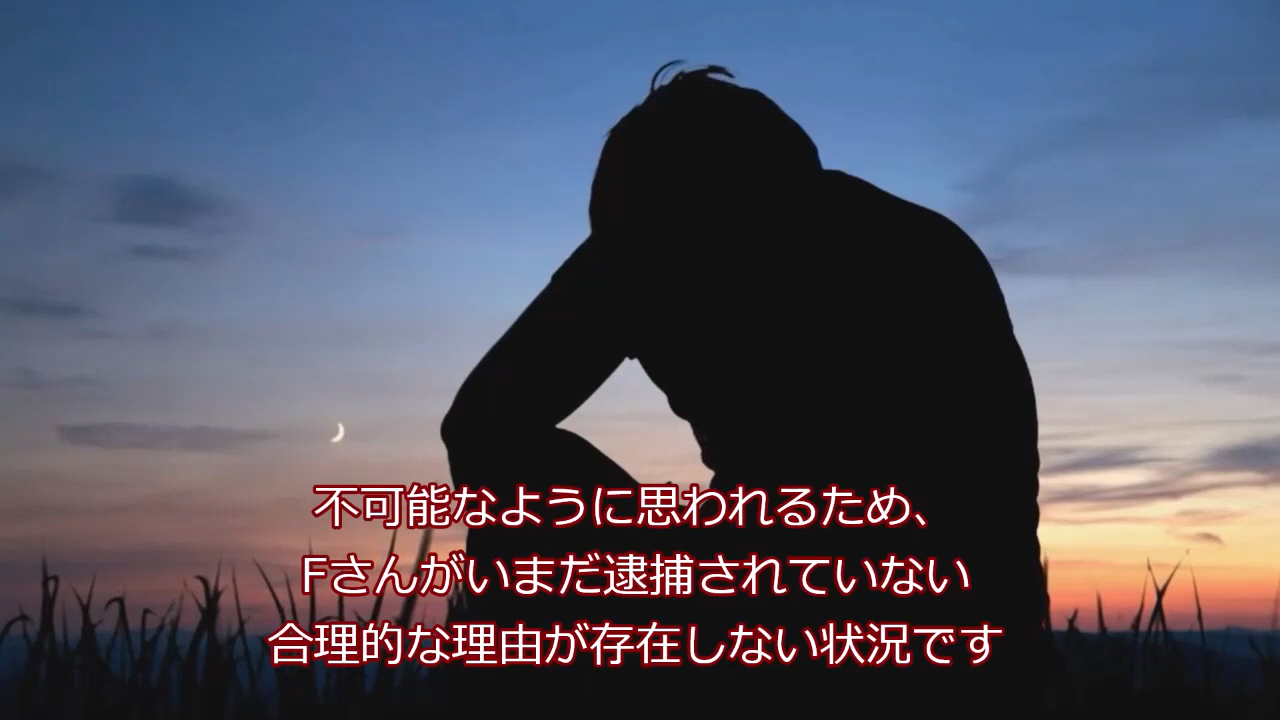 不可能なように思われるため、
Fさんがいまだ逮捕されていない
合理的な理由が存在しない状況です